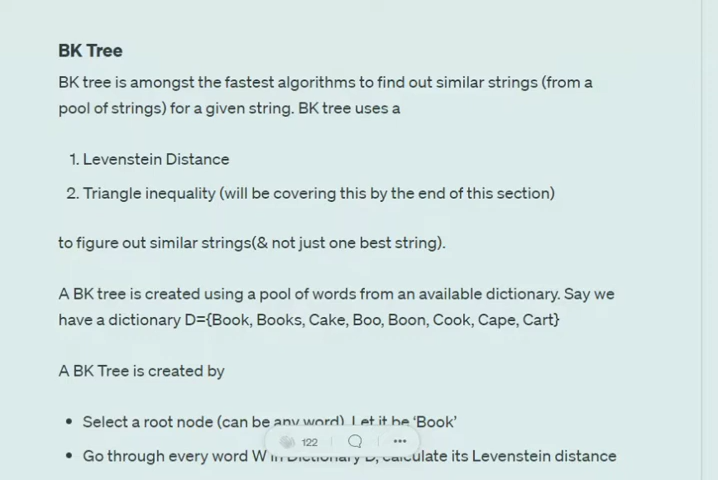 BK Tree
BK tree is amongst the fastest algorithms to find out similar strings (from a
pool of strings) for a given string. BK tree uses a
1. Levenstein Distance
2. Triangle inequality (will be covering this by the end of this section)
to figure out similar strings(& not just one best string).
A BK tree is created using a pool of words from an available dictionary. Say we
have a dictionary D={Book, Books, Cake, Boo, Boon, Cook, Cape, Cart}
A BK Tree is created by
• Select a root node (can be any word). Let it be ‘Book’
122
• Go through every word W in Dictionary D, calculate its Levenstein distance